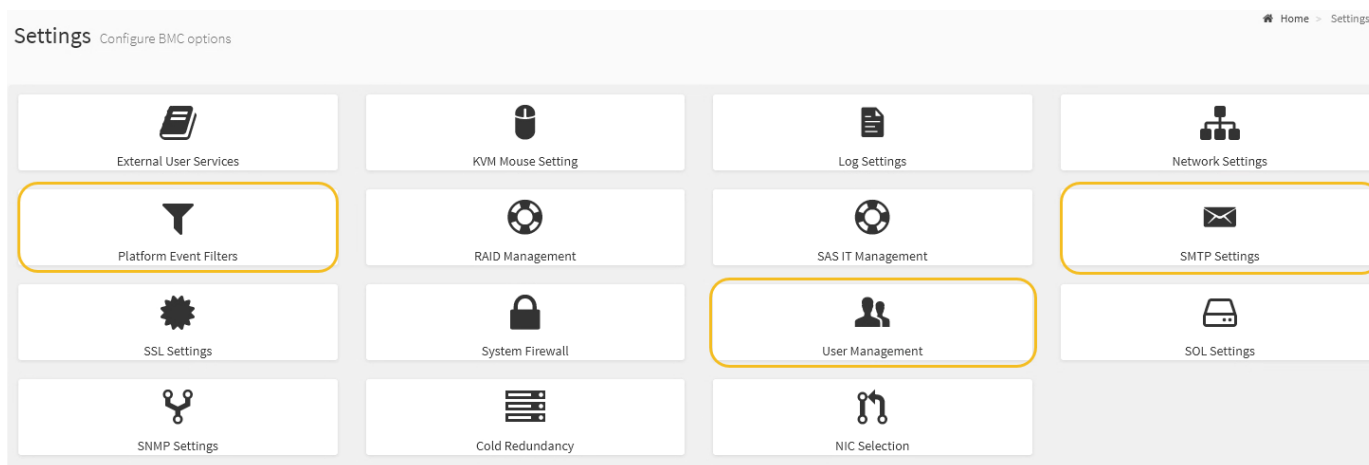 Home > Settings
Settings Configure BMC options
External User Services
KVM Mouse Setting
Log Settings
Network Settings
Platform Event Filters
RAID Management
SAS IT Management
SMTP Settings
SSL Settings
System Firewall
User Management
SOL Settings
SNMP Settings
Cold Redundancy
NIC Selection